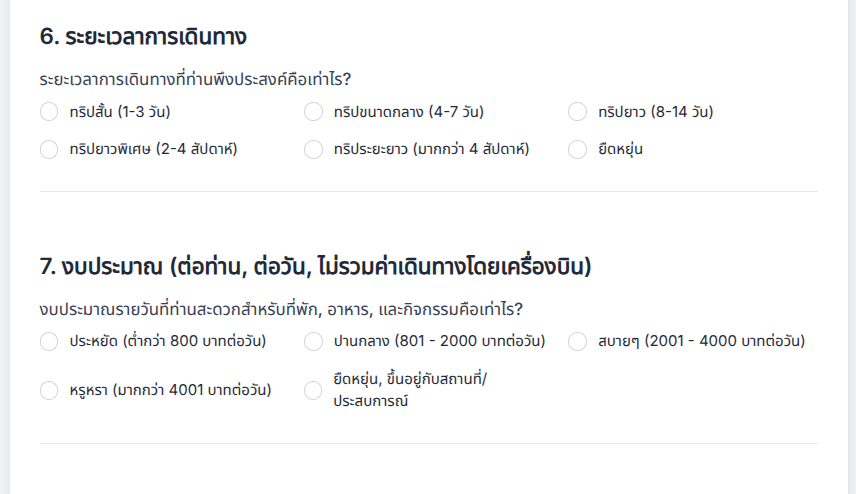 6. ระยะเวลาการเดินทาง
ระยะเวลาการเดินทางที่ท่านพึงประสงค์คือเท่าไร?
ทริปสั้น (1-3 วัน)
ทริปขนาดกลาง (4-7 วัน)
ทริปยาว (8-14 วัน)
ทริปยาวพิเศษ (2-4 สัปดาห์)
ทริประยะยาว (มากกว่า 4 สัปดาห์)
ยืดหยุ่น
7. งบประมาณ (ต่อท่าน, ต่อวัน, ไม่รวมค่าเดินทางโดยเครื่องบิน)
งบประมาณรายวันที่ท่านสะดวกสำหรับที่พัก, อาหาร, และกิจกรรมคือเท่าไร?
ประหยัด (ต่ำกว่า 800 บาทต่อวัน)
ปานกลาง (801 - 2000 บาทต่อวัน)
สบายๆ (2001 - 4000 บาทต่อวัน)
หรูหรา (มากกว่า 4001 บาทต่อวัน)
ยืดหยุ่น, ขึ้นอยู่กับสถานที่/
ประสบการณ์